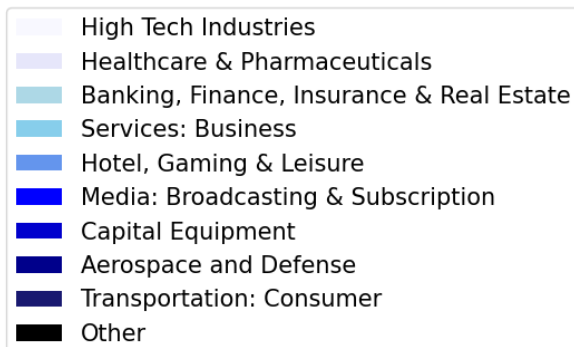 High Tech Industries
Healthcare & Pharmaceuticals
Banking, Finance, Insurance & Real Estate
Services: Business
Hotel, Gaming & Leisure
Media: Broadcasting & Subscription
Capital Equipment
Aerospace and Defense
Transportation: Consumer
Other